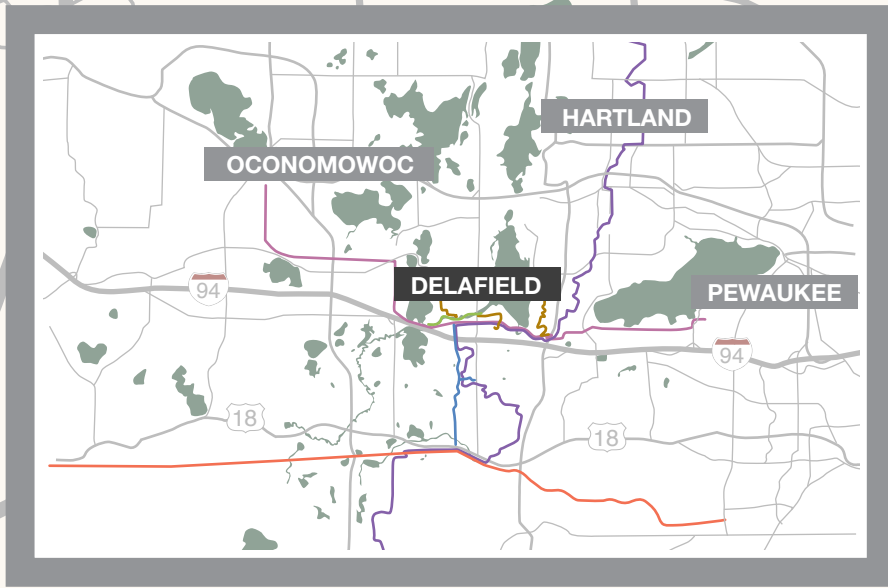 HARTLAND
OCONOMOWOC
DELAFIELD
94
PEWAUKEE
94
18
18